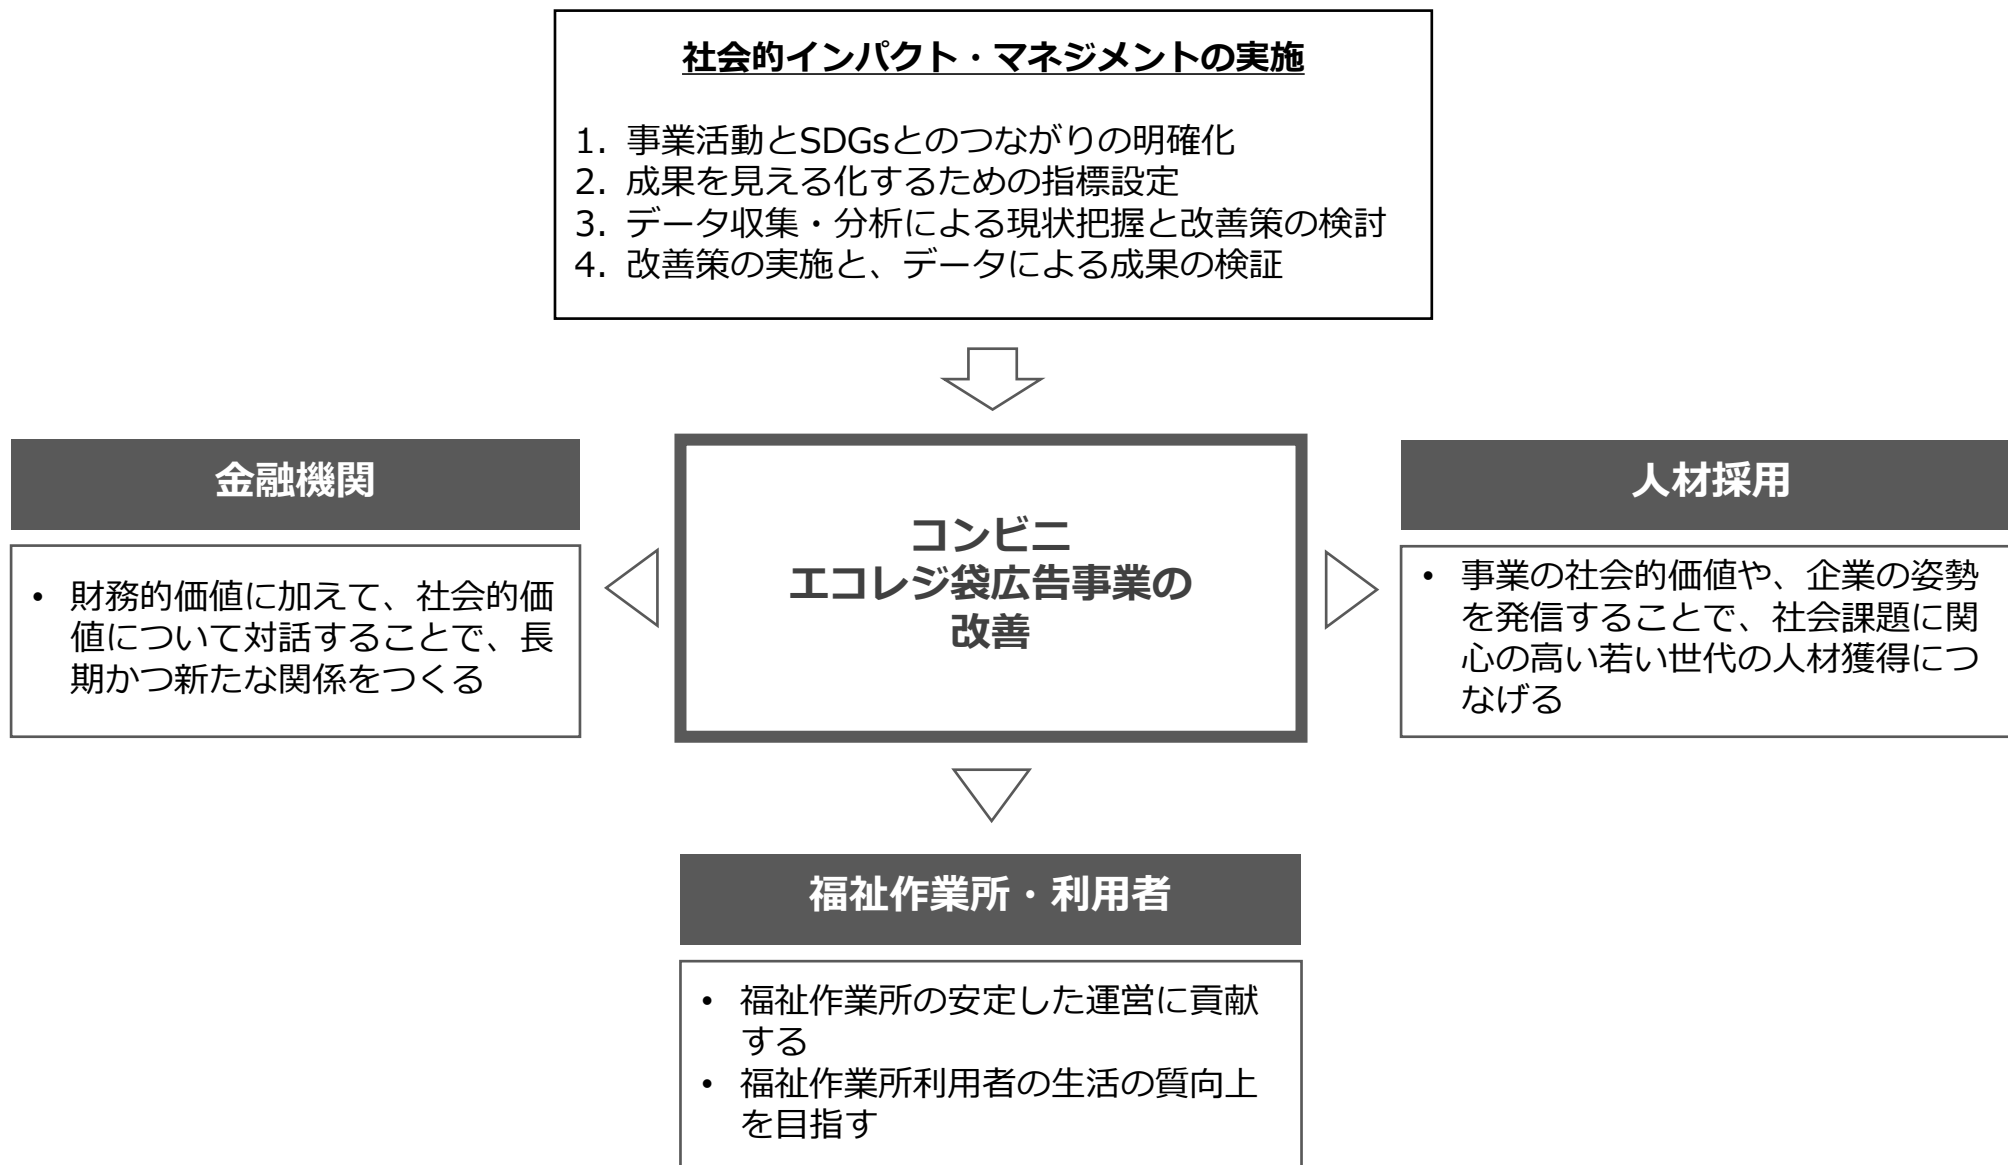 社会的インパクト・マネジメントの実施
1. 事業活動とSDGsとのつながりの明確化
2. 成果を見える化するための指標設定
3. データ収集・分析による現状把握と改善策の検討
4. 改善策の実施と、データによる成果の検証
金融機関
• 財務的価値に加えて、社会的価
値について対話することで、長
期かつ新たな関係をつくる
コンビニ
エコレジ袋広告事業の
改善
人材採用
• 事業の社会的価値や、企業の姿勢
を発信することで、社会課題に関
心の高い若い世代の人材獲得につ
なげる
福祉作業所・利用者
• 福祉作業所の安定した運営に貢献
する
• 福祉作業所利用者の生活の質向上
を目指す